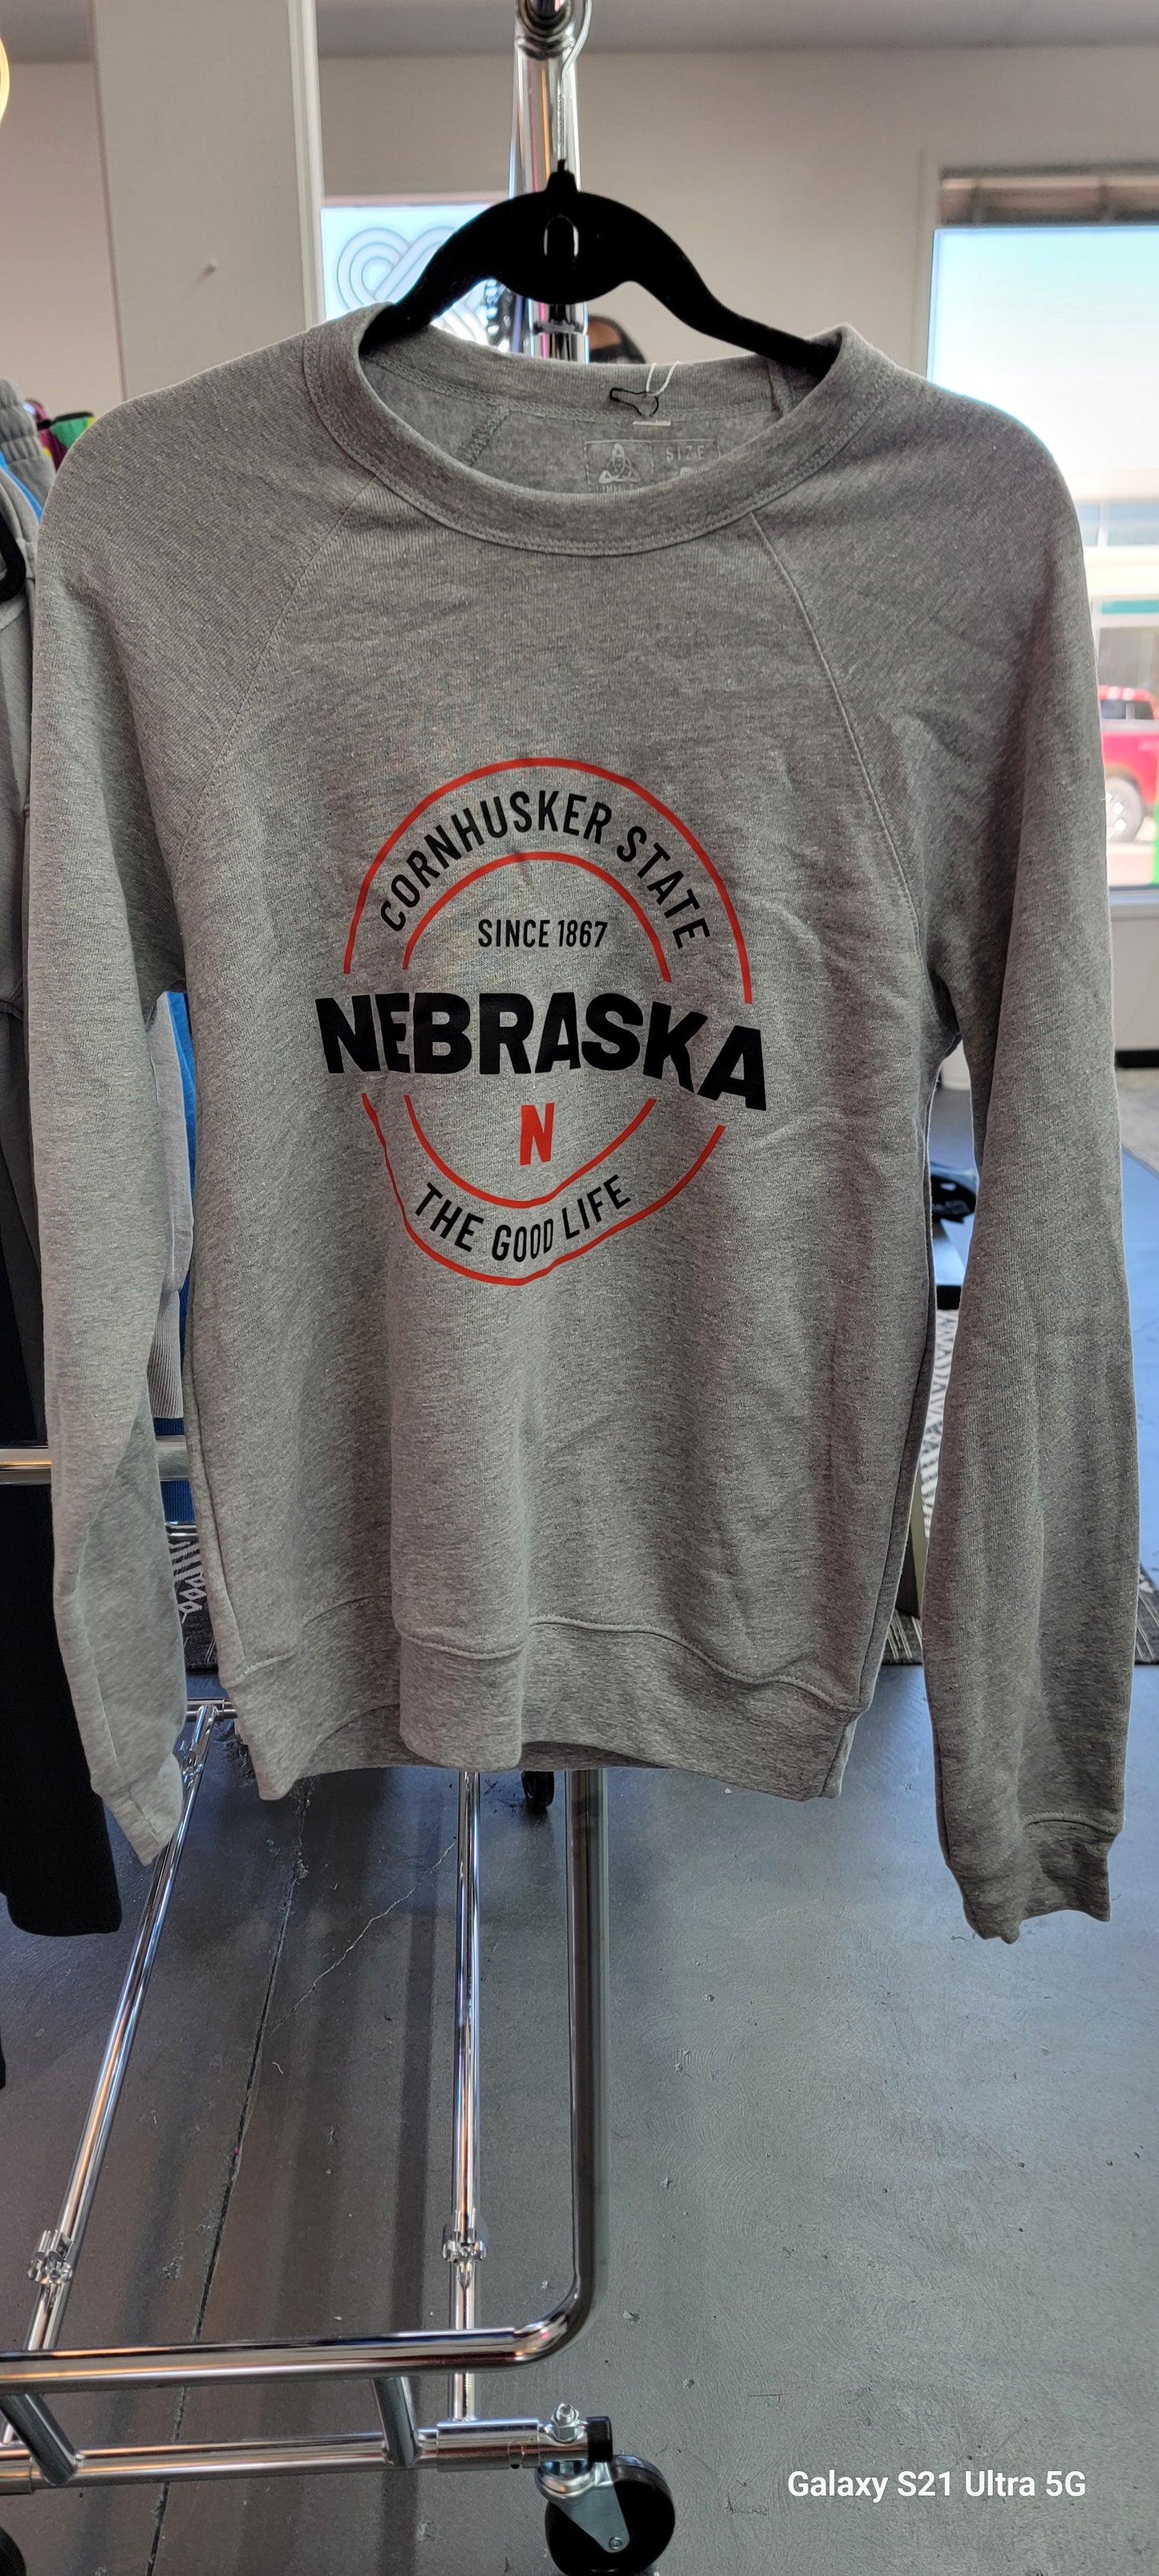 SIZE
CORNHUSKER STATE
SINCE 1867
NEBRASKA
N
THE GOOD LIFE
Galaxy S21 Ultra 5G